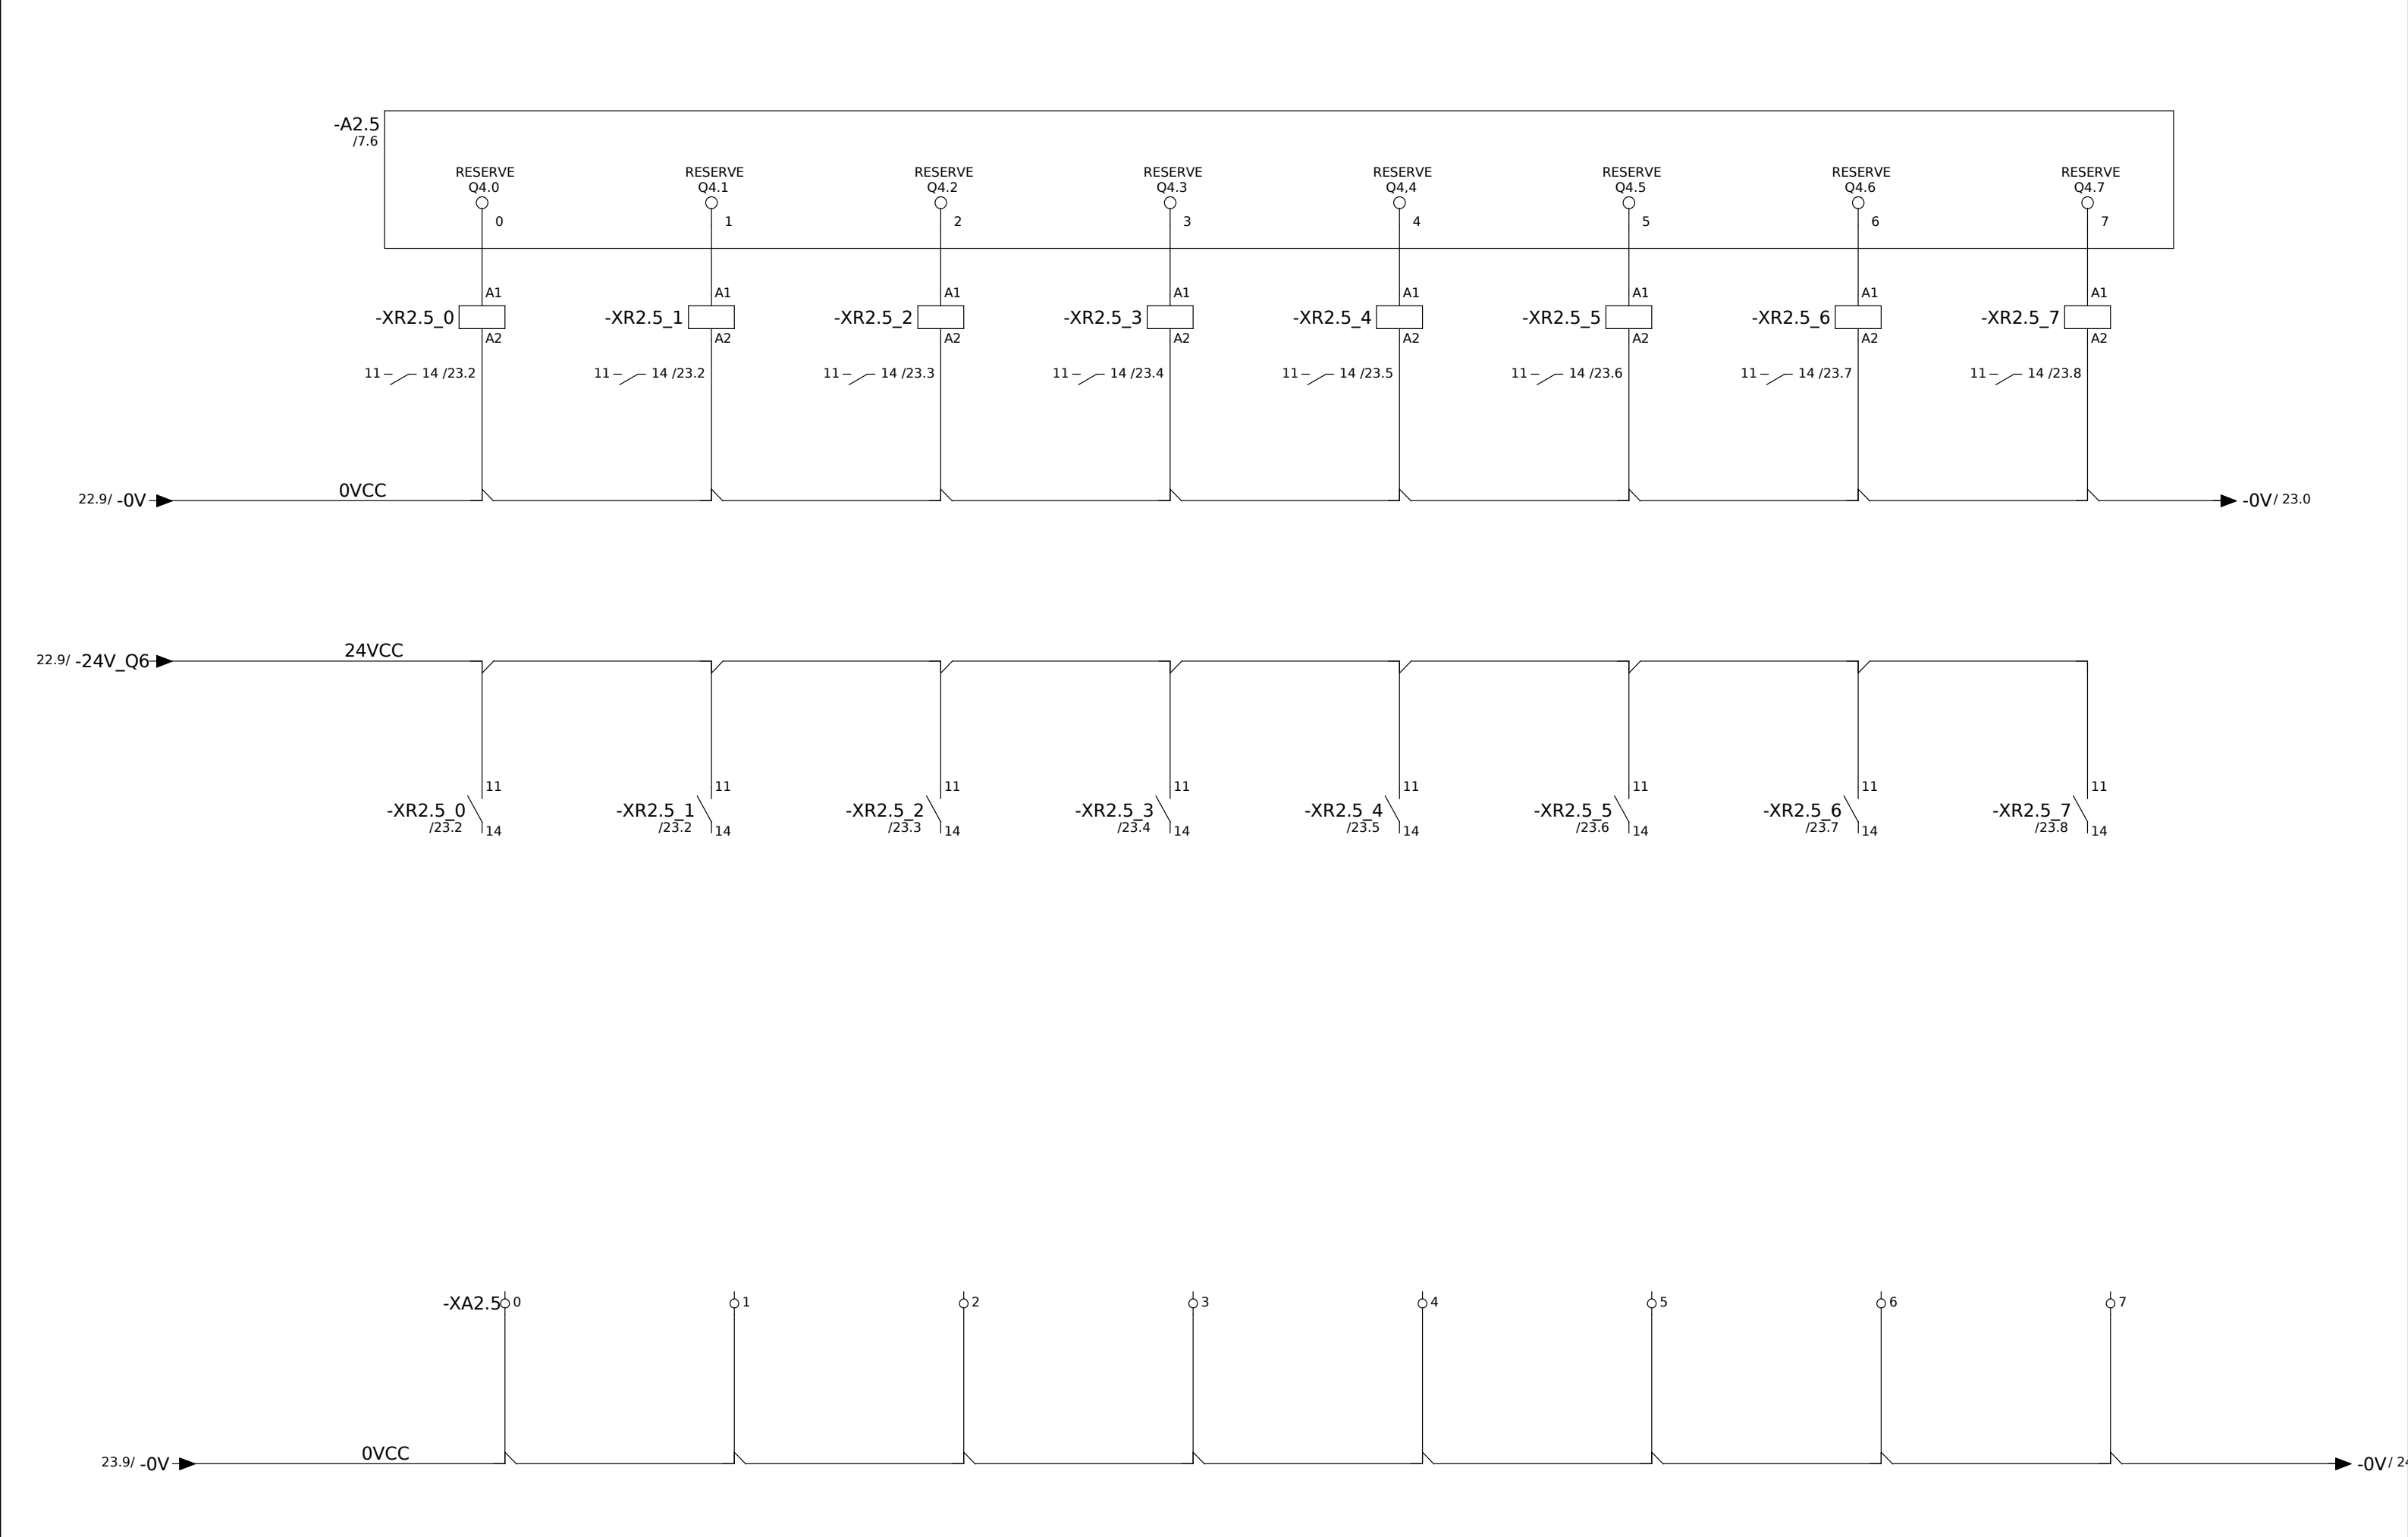 -A2.5
/7.6
RESERVE RESERVE RESERVE RESERVE RESERVE RESERVE RESERVE RESERVE
Q4.0 Q4.1 Q4.2 Q4.3 Q4,4 Q4.5 Q4.6 Q4.7
0 1 2 3 4 5 6 7
A1 A1 A1 A1 A1 A1 A1 A1
-XR2.5_0 -XR2.5_1 -XR2.5_2 -XR2.5_3 -XR2.5_4 -XR2.5_5 -XR2.5_6 -XR2.5_7
A2 A2 A2 A2 A2 A2 A2 A2
11 14 /23.2 11 14 /23.2 11 14 /23.3 11 14 /23.4 11 14 /23.5 11 14 /23.6 11 14 /23.7 11 14 /23.8
0VCC
22.9/ -0V -0V / 23.0
24VCC
22.9/ -24V_Q6
11 11 11 11 11 11 11 11
-XR2.5_0 -XR2.5_1 -XR2.5_2 -XR2.5_3 -XR2.5_4 -XR2.5_5 -XR2.5_6 -XR2.5_7
/23.2 /23.2 /23.3 /23.4 /23.5 /23.6 /23.7 /23.8
14 14 14 14 14 14 14 14
-XA2.5 0 1 2 3 4 5 6 7
0VCC
23.9/ -0V -0V / 24